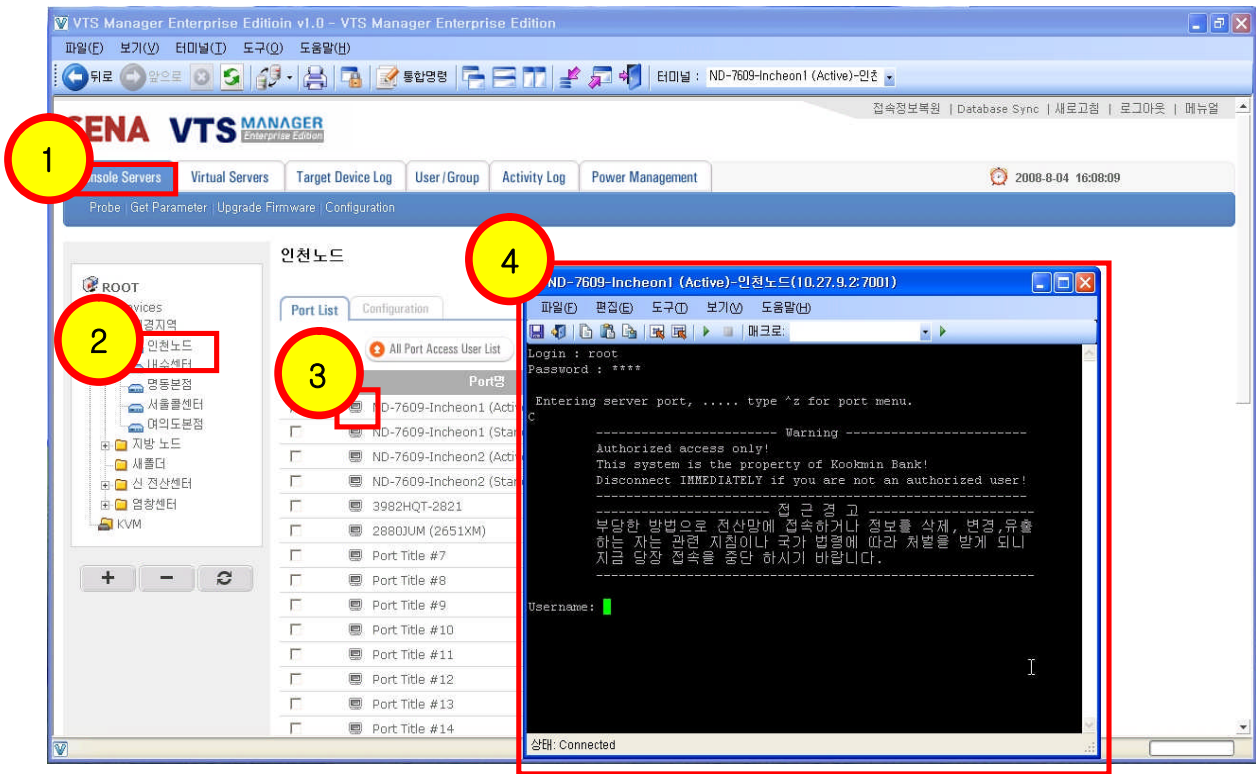 VTS Manager Enterprise Editioin v1.0 - VTS Manager Enterprise Edition
파일(F) 보기(V) 터미널(T) 도구(O) 도움말(H)
뒤로 앞으로 통합명령 터미널 : ND-7609-Incheon1 (Active)-인천
접속정보복원 | Database Sync | 새로고침 | 로그아웃 | 메뉴얼
SENA VTS MANAGER
Enterprise Edition
1
Console Servers Virtual Servers Target Device Log User/Group Activity Log Power Management 2008-8-04 16:08:09
Probe | Get Parameter | Upgrade Firmware | Configuration
인천노드
ROOT
인천노드
명동본점
서울콜센터
여의도본점
지방 노드
새폴더
신 전산센터
염창센터
KVM
2
+ -
Port List Configuration
All Port Access User List
3
Port명
ND-7609-Incheon1 (Acti
ND-7609-Incheon1 (Stan
ND-7609-Incheon2 (Acti
ND-7609-Incheon2 (Stan
3982HQT-2821
2880JUM (2651XM)
Port Title #7
Port Title #8
Port Title #9
Port Title #10
Port Title #11
Port Title #12
Port Title #13
Port Title #14
4
ND-7609-Incheon1 (Active)-인천노드(10.27.9.2:7001)
파일(F) 편집(E) 도구(T) 보기(V) 도움말(H)
매크로:
Login : root
Password : ****
Entering server port, ..... type ^z for port menu.
C
------------------------ Warning ------------------------
Authorized access only!
This system is the property of Kookmin Bank!
Disconnect IMMEDIATELY if you are not an authorized user!
---------------------------------------------------------
----------------------- 접 근 경 고 ----------------------
부당한 방법으로 전산망에 접속하거나 정보를 삭제, 변경,유출
하는 자는 관련 지침이나 국가 법령에 따라 처벌을 받게 되니
지금 당장 접속을 중단 하시기 바랍니다.
----------------------------------------------------------
Username:
상태: Connected